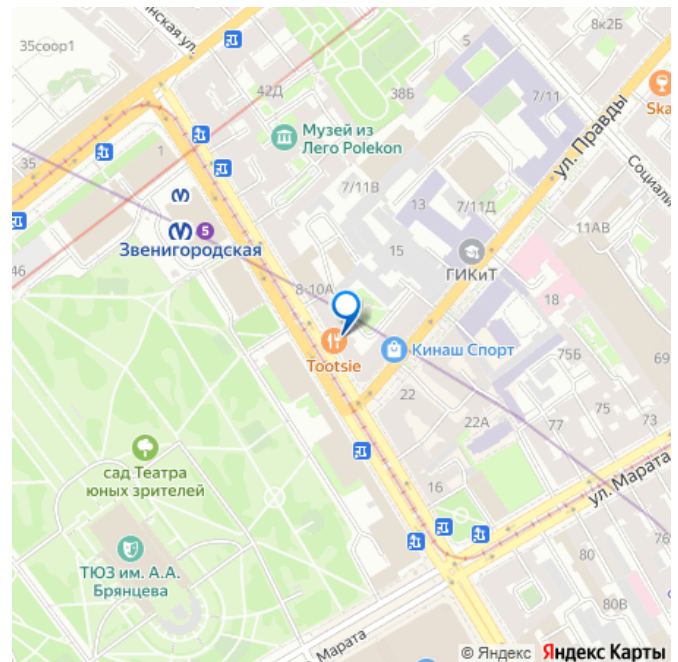 35соор1
нская ул.
5
8к2Б
42Д
38Б
7/11
Ska
ул. Правды
Музей из
Лего Polekon
1
35
7/11В
13
7/11Д
Социали
11АВ
5
Звенигородская
46
15
ГИКиТ
8-10А
18
Tootsie
Кинаш Спорт
75Б
69
22
22А
77
75
73
сад Театра
юных зрителей
16
ул. Марата
76
ТЮЗ им. А.А.
Брянцева
80
80В
Марата
© Яндекс Яндекс Карты